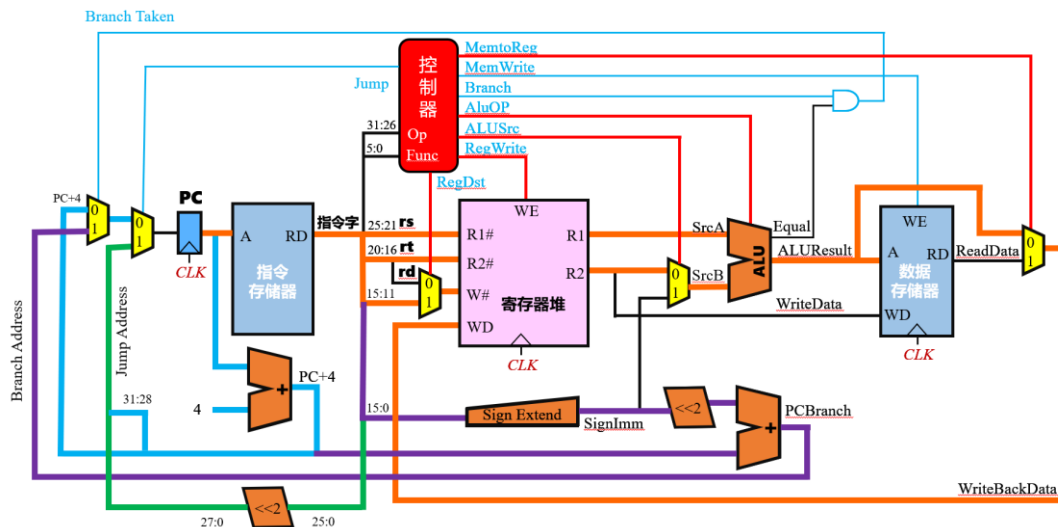 Branch Taken
控制器
MemtoReg
MemWrite
Jump
Branch
AluOP
ALUSrc
RegWrite
31:26
Op
5:0
Func
RegDst
PC+4
0
1
0
1
PC
CLK
A
RD
指令存储器
指令字
25:21 rs
20:16 rt
rd
15:11
0
1
WE
R1#
R2#
W#
WD
R1
R2
寄存器堆
CLK
0
1
SrcA
SrcB
ALU
Equal
ALUResult
WriteData
WE
A
RD
数据存储器
WD
CLK
ReadData
0
1
Branch Address
Jump Address
31:28
4
+
PC+4
15:0
Sign Extend
SignImm
<<2
+
PCBranch
WriteBackData
27:0
<<2
25:0